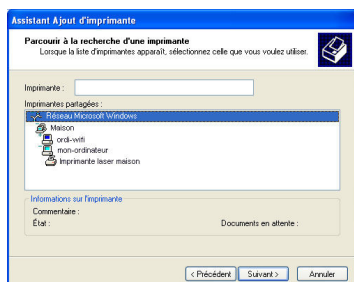 Assistant Ajout d'imprimante
Parcourir à la recherche d'une imprimante
Lorsque la liste d'imprimantes apparaît, sélectionnez celle que vous voulez utiliser.
Imprimante :
Imprimantes partagées :
Réseau Microsoft Windows
Maison
ordi-wifi
mon-ordinateur
Imprimante laser maison
Informations sur l'imprimante
Commentaire :
État : Documents en attente :
< Précédent Suivant > Annuler